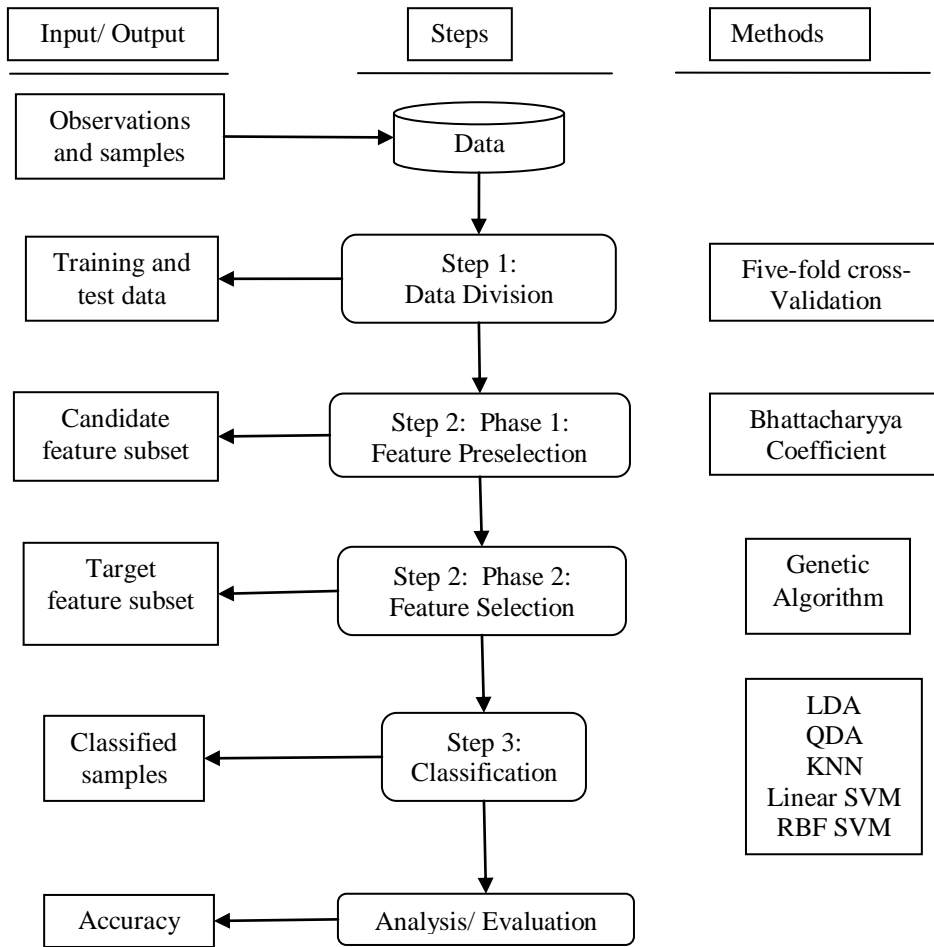 Input/ Output
Steps
Methods
Observations
and samples
Data
Training and
test data
Step 1:
Data Division
Five-fold cross-
Validation
Candidate
feature subset
Step 2:  Phase 1:
Feature Preselection
Bhattacharyya
Coefficient
Target
feature subset
Step 2:  Phase 2:
Feature Selection
Genetic
Algorithm
Classified
samples
Step 3:
Classification
LDA
QDA
KNN
Linear SVM
RBF SVM
Accuracy
Analysis/ Evaluation